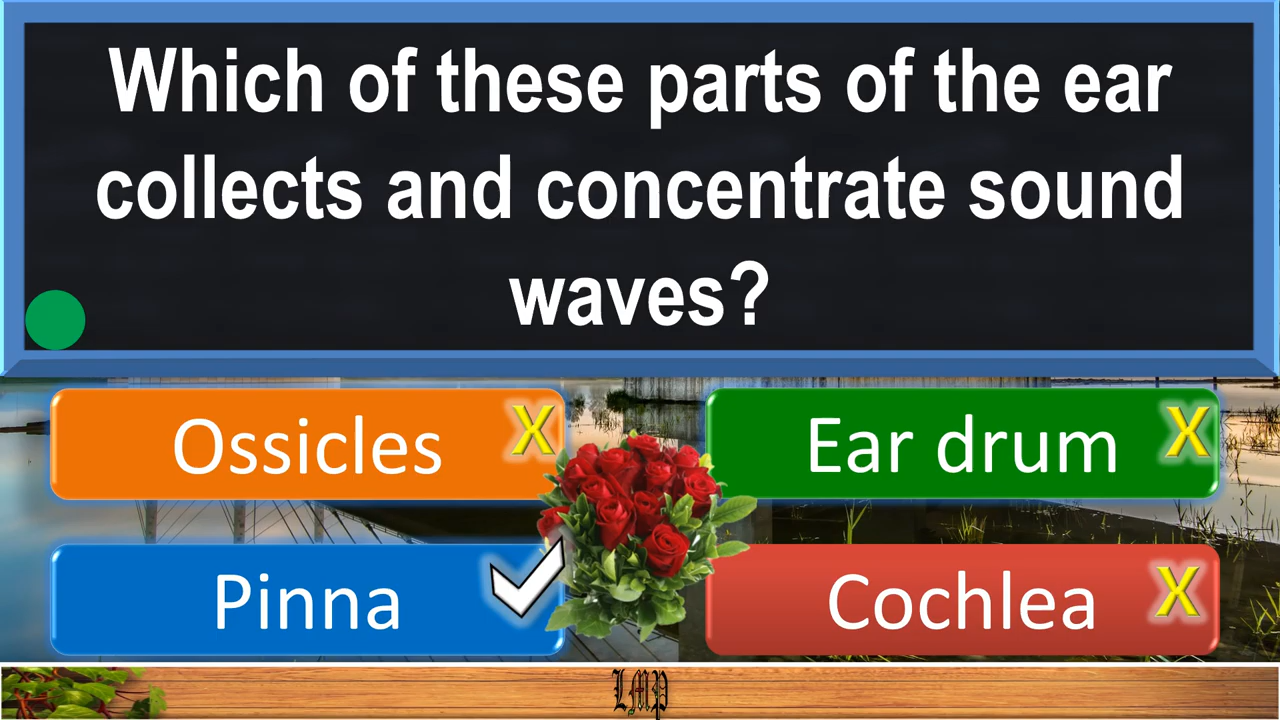 Which of these parts of the ear
collects and concentrate sound
waves?
Ossicles X
Ear drum X
Pinna
Cochlea X
LMP